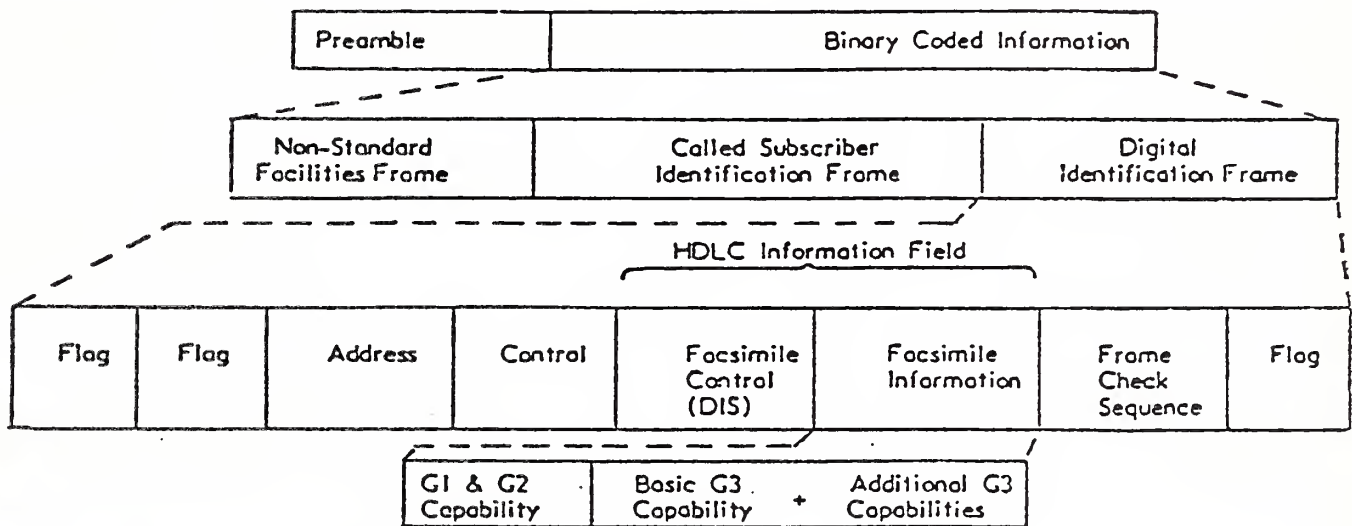 Preamble
Binary Coded Information
Non-Standard
Facilities Frame
Called Subscriber
Identification Frame
Digital
Identification Frame
HDLC Information Field
Flag
Flag
Address
Control
Facsimile
Control
(DIS)
Facsimile
Information
Frame
Check
Sequence
Flag
G1 & G2
Capability
Basic G3
Capability
+
Additional G3
Capabilities